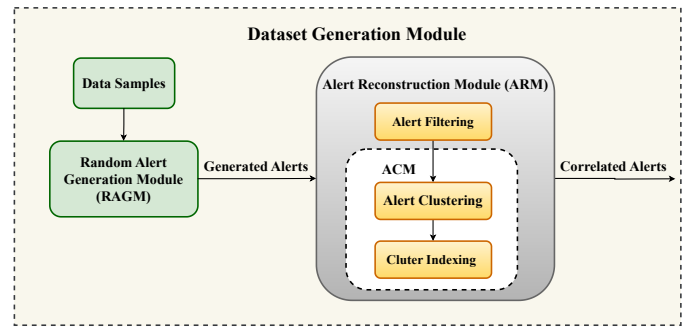 Dataset Generation Module
Data Samples
Random Alert
Generation Module
(RAGM)
Generated Alerts
Alert Reconstruction Module (ARM)
Alert Filtering
ACM
Alert Clustering
Cluter Indexing
Correlated Alerts